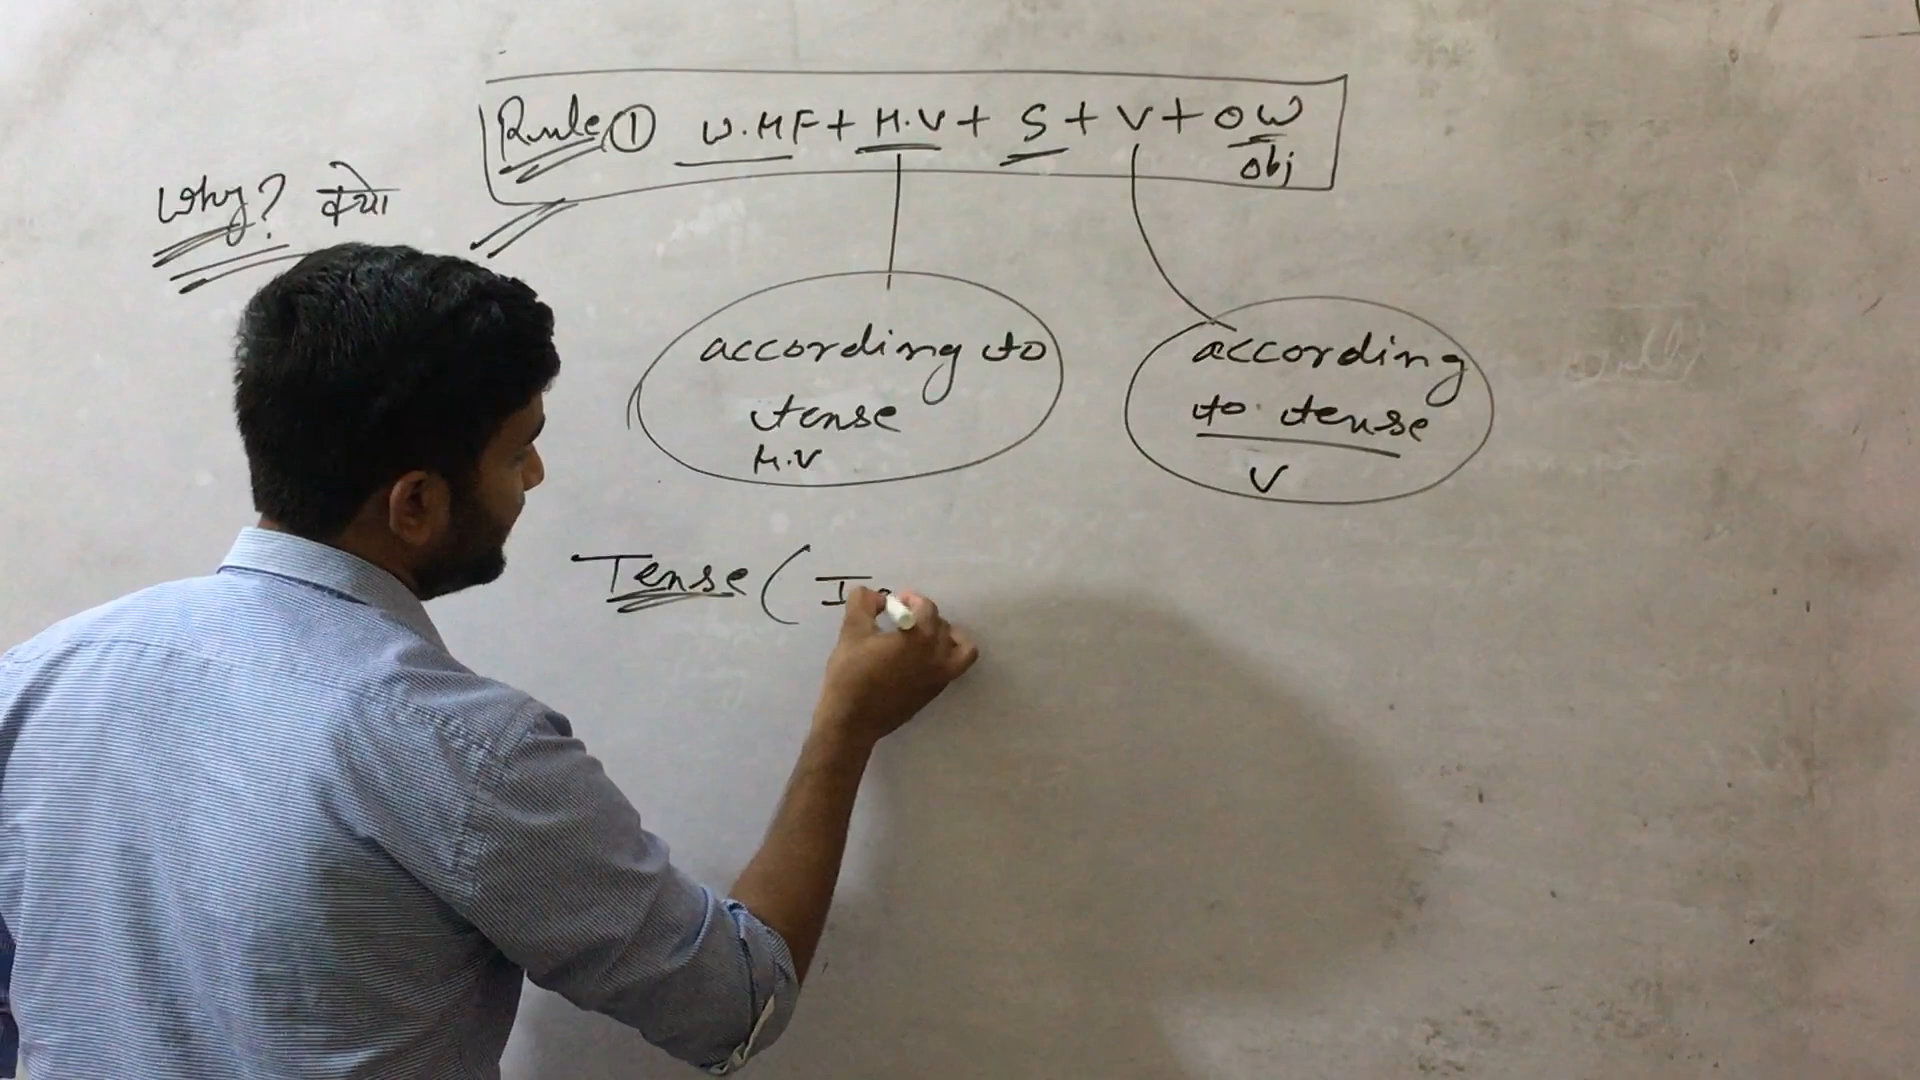 Rule ① W.HF + H.V + S + V + OW
obj
Why? क्यो
according to
tense
H.V
according
to tense
V
Tense ( I